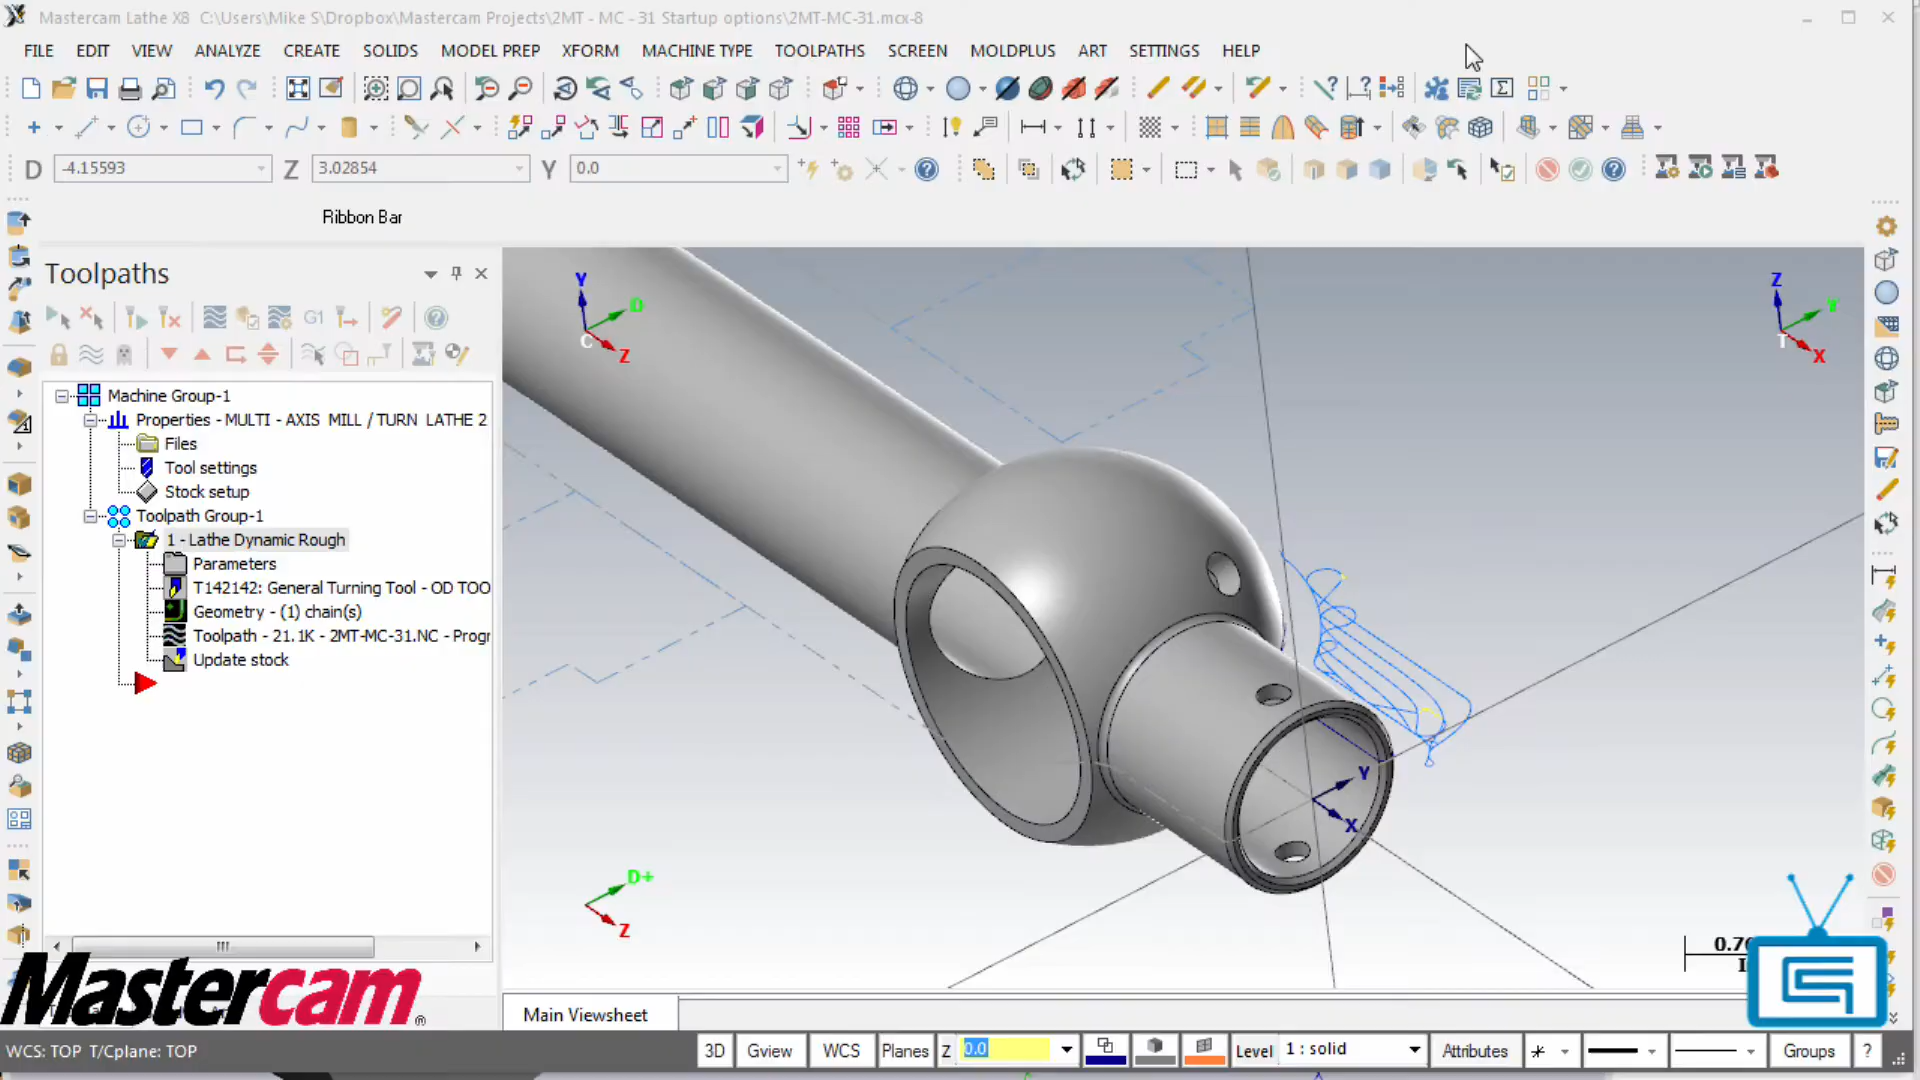 Mastercam Lathe X8 C:\Users\Mike S\Dropbox\Mastercam Projects\2MT - MC - 31 Startup options\2MT-MC-31.mcx-8
FILE EDIT VIEW ANALYZE CREATE SOLIDS MODEL PREP XFORM MACHINE TYPE TOOLPATHS SCREEN MOLDPLUS ART SETTINGS HELP
D -4.15593 Z 3.02854 Y 0.0
Ribbon Bar
Toolpaths
G1
Machine Group-1
Properties - MULTI - AXIS MILL / TURN LATHE 2
Files
Tool settings
Stock setup
Toolpath Group-1
1 - Lathe Dynamic Rough
Parameters
T142142: General Turning Tool - OD TOO
Geometry - (1) chain(s)
Toolpath - 21.1K - 2MT-MC-31.NC - Progr
Update stock
Y D C Z
Z Y T X
Y
X
D+
Z
0.70
Mastercam®
Main Viewsheet
WCS: TOP T/Cplane: TOP
3D Gview WCS Planes Z 0.0 Level 1 : solid Attributes Groups ?